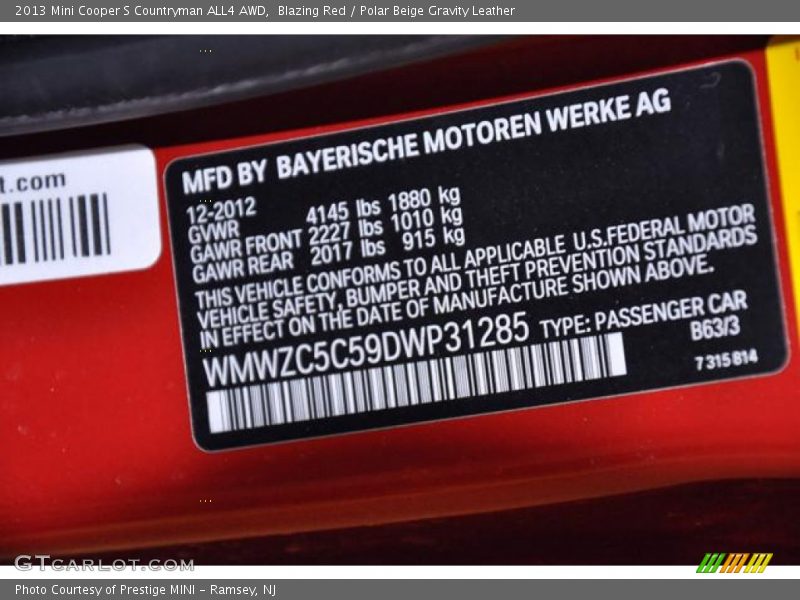 2013 Mini Cooper S Countryman ALL4 AWD,  Blazing Red / Polar Beige Gravity Leather
t.com
MFD BY BAYERISCHE MOTOREN WERKE AG
12-2012
GVWR 4145 lbs 1880 kg
GAWR FRONT 2227 lbs 1010 kg
GAWR REAR 2017 lbs 915 kg
THIS VEHICLE CONFORMS TO ALL APPLICABLE U.S.FEDERAL MOTOR
VEHICLE SAFETY, BUMPER AND THEFT PREVENTION STANDARDS
IN EFFECT ON THE DATE OF MANUFACTURE SHOWN ABOVE.
WMWZC5C59DWP31285 TYPE: PASSENGER CAR
B63/3
7 315 814
GTCARLOT.COM
Photo Courtesy of Prestige MINI - Ramsey, NJ